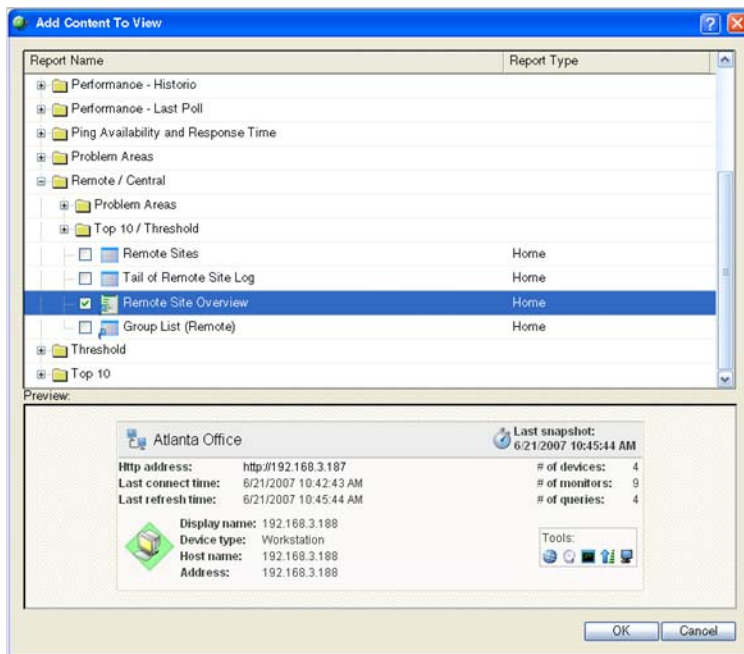 Add Content To View
Report Name Report Type
Performance - Historic
Performance - Last Poll
Ping Availability and Response Time
Problem Areas
Remote / Central
Problem Areas
Top 10 / Threshold
Remote Sites Home
Tail of Remote Site Log Home
Remote Site Overview Home
Group List (Remote) Home
Threshold
Top 10
Preview:
Atlanta Office
Last snapshot:
6/21/2007 10:45:44 AM
Http address: http://192.168.3.187
Last connect time: 6/21/2007 10:42:43 AM
Last refresh time: 6/21/2007 10:45:44 AM
# of devices: 4
# of monitors: 9
# of queries: 4
Display name: 192.168.3.188
Device type: Workstation
Host name: 192.168.3.188
Address: 192.168.3.188
Tools:
OK Cancel